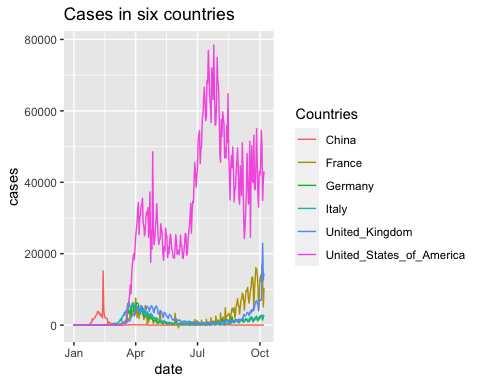 Cases in six countries
80000
60000
40000
20000
0
cases
Jan
Apr
Jul
Oct
date
Countries
China
France
Germany
Italy
United_Kingdom
United_States_of_America